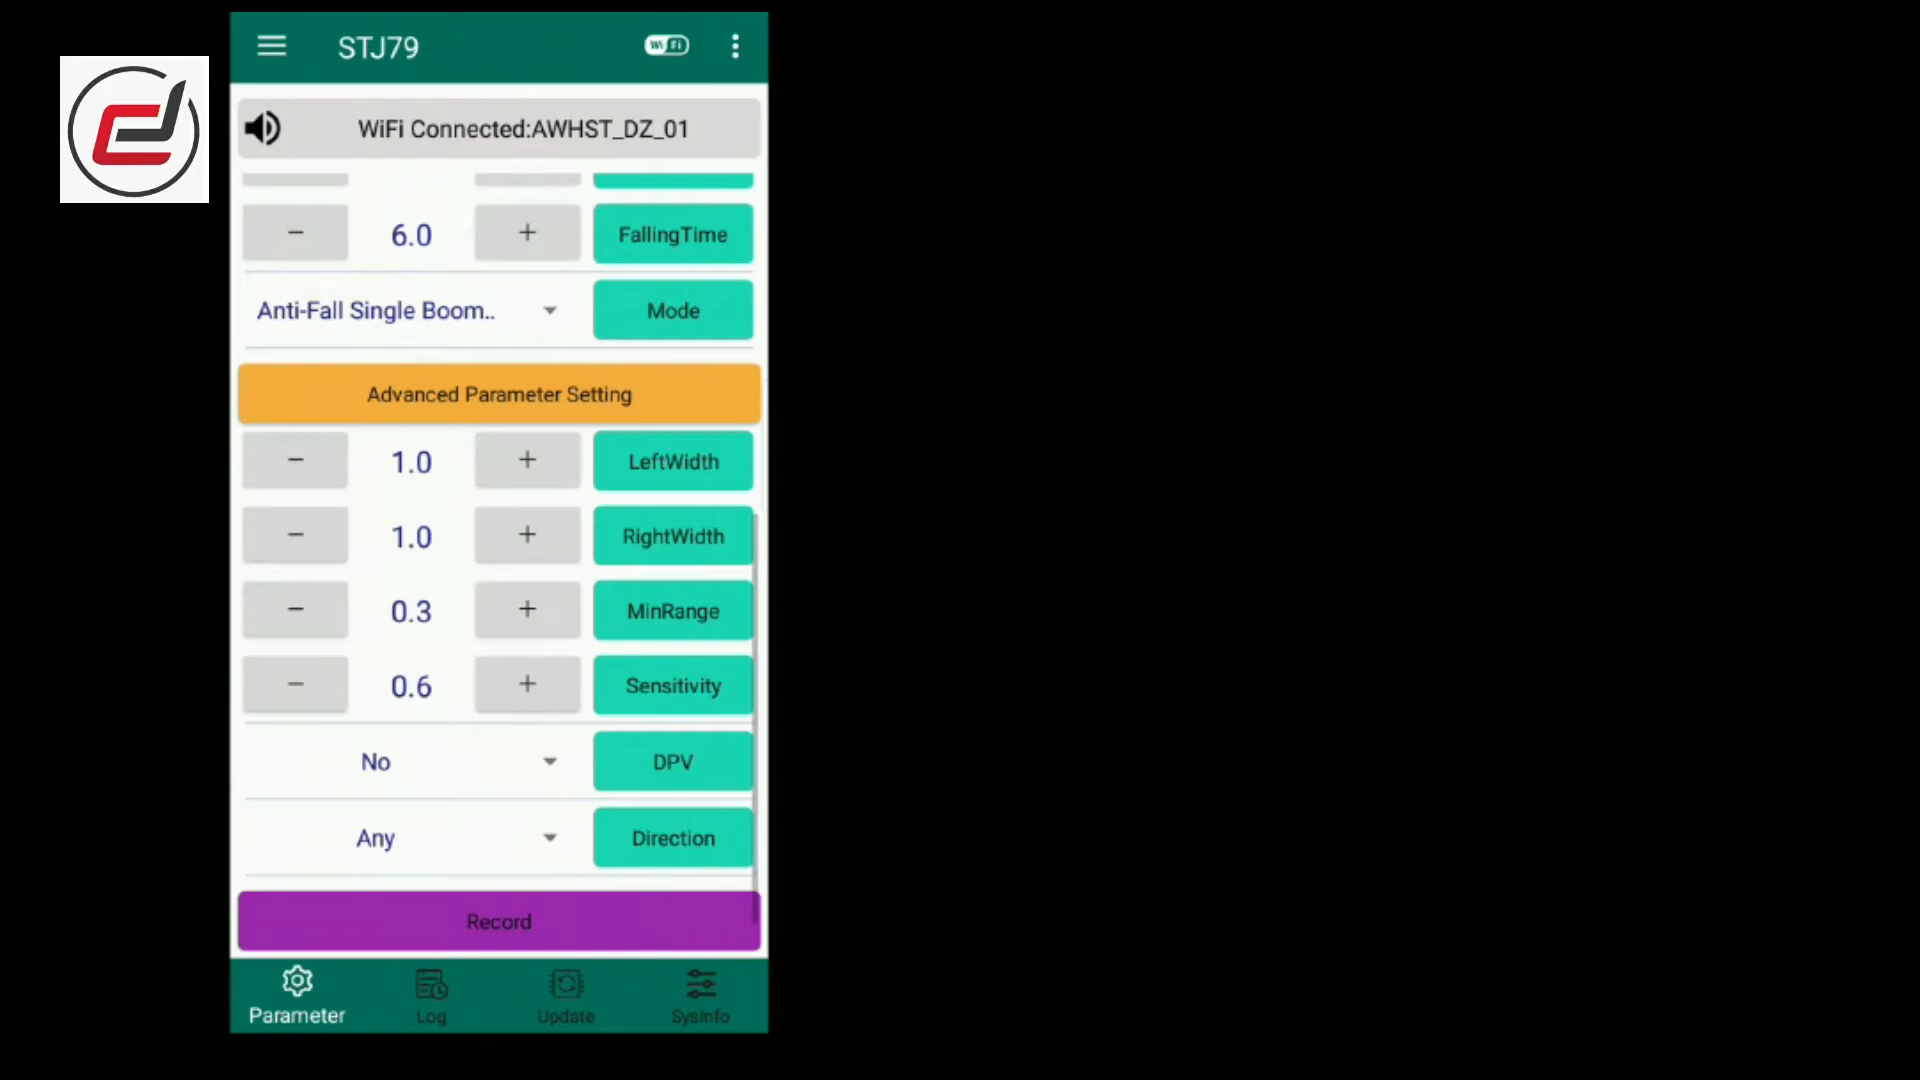 STJ79
WiFi
WiFi Connected:AWHST_DZ_01
− 6.0 + FallingTime
Anti-Fall Single Boom.. Mode
Advanced Parameter Setting
− 1.0 + LeftWidth
− 1.0 + RightWidth
− 0.3 + MinRange
− 0.6 + Sensitivity
No DPV
Any Direction
Record
Parameter Log Update SysInfo